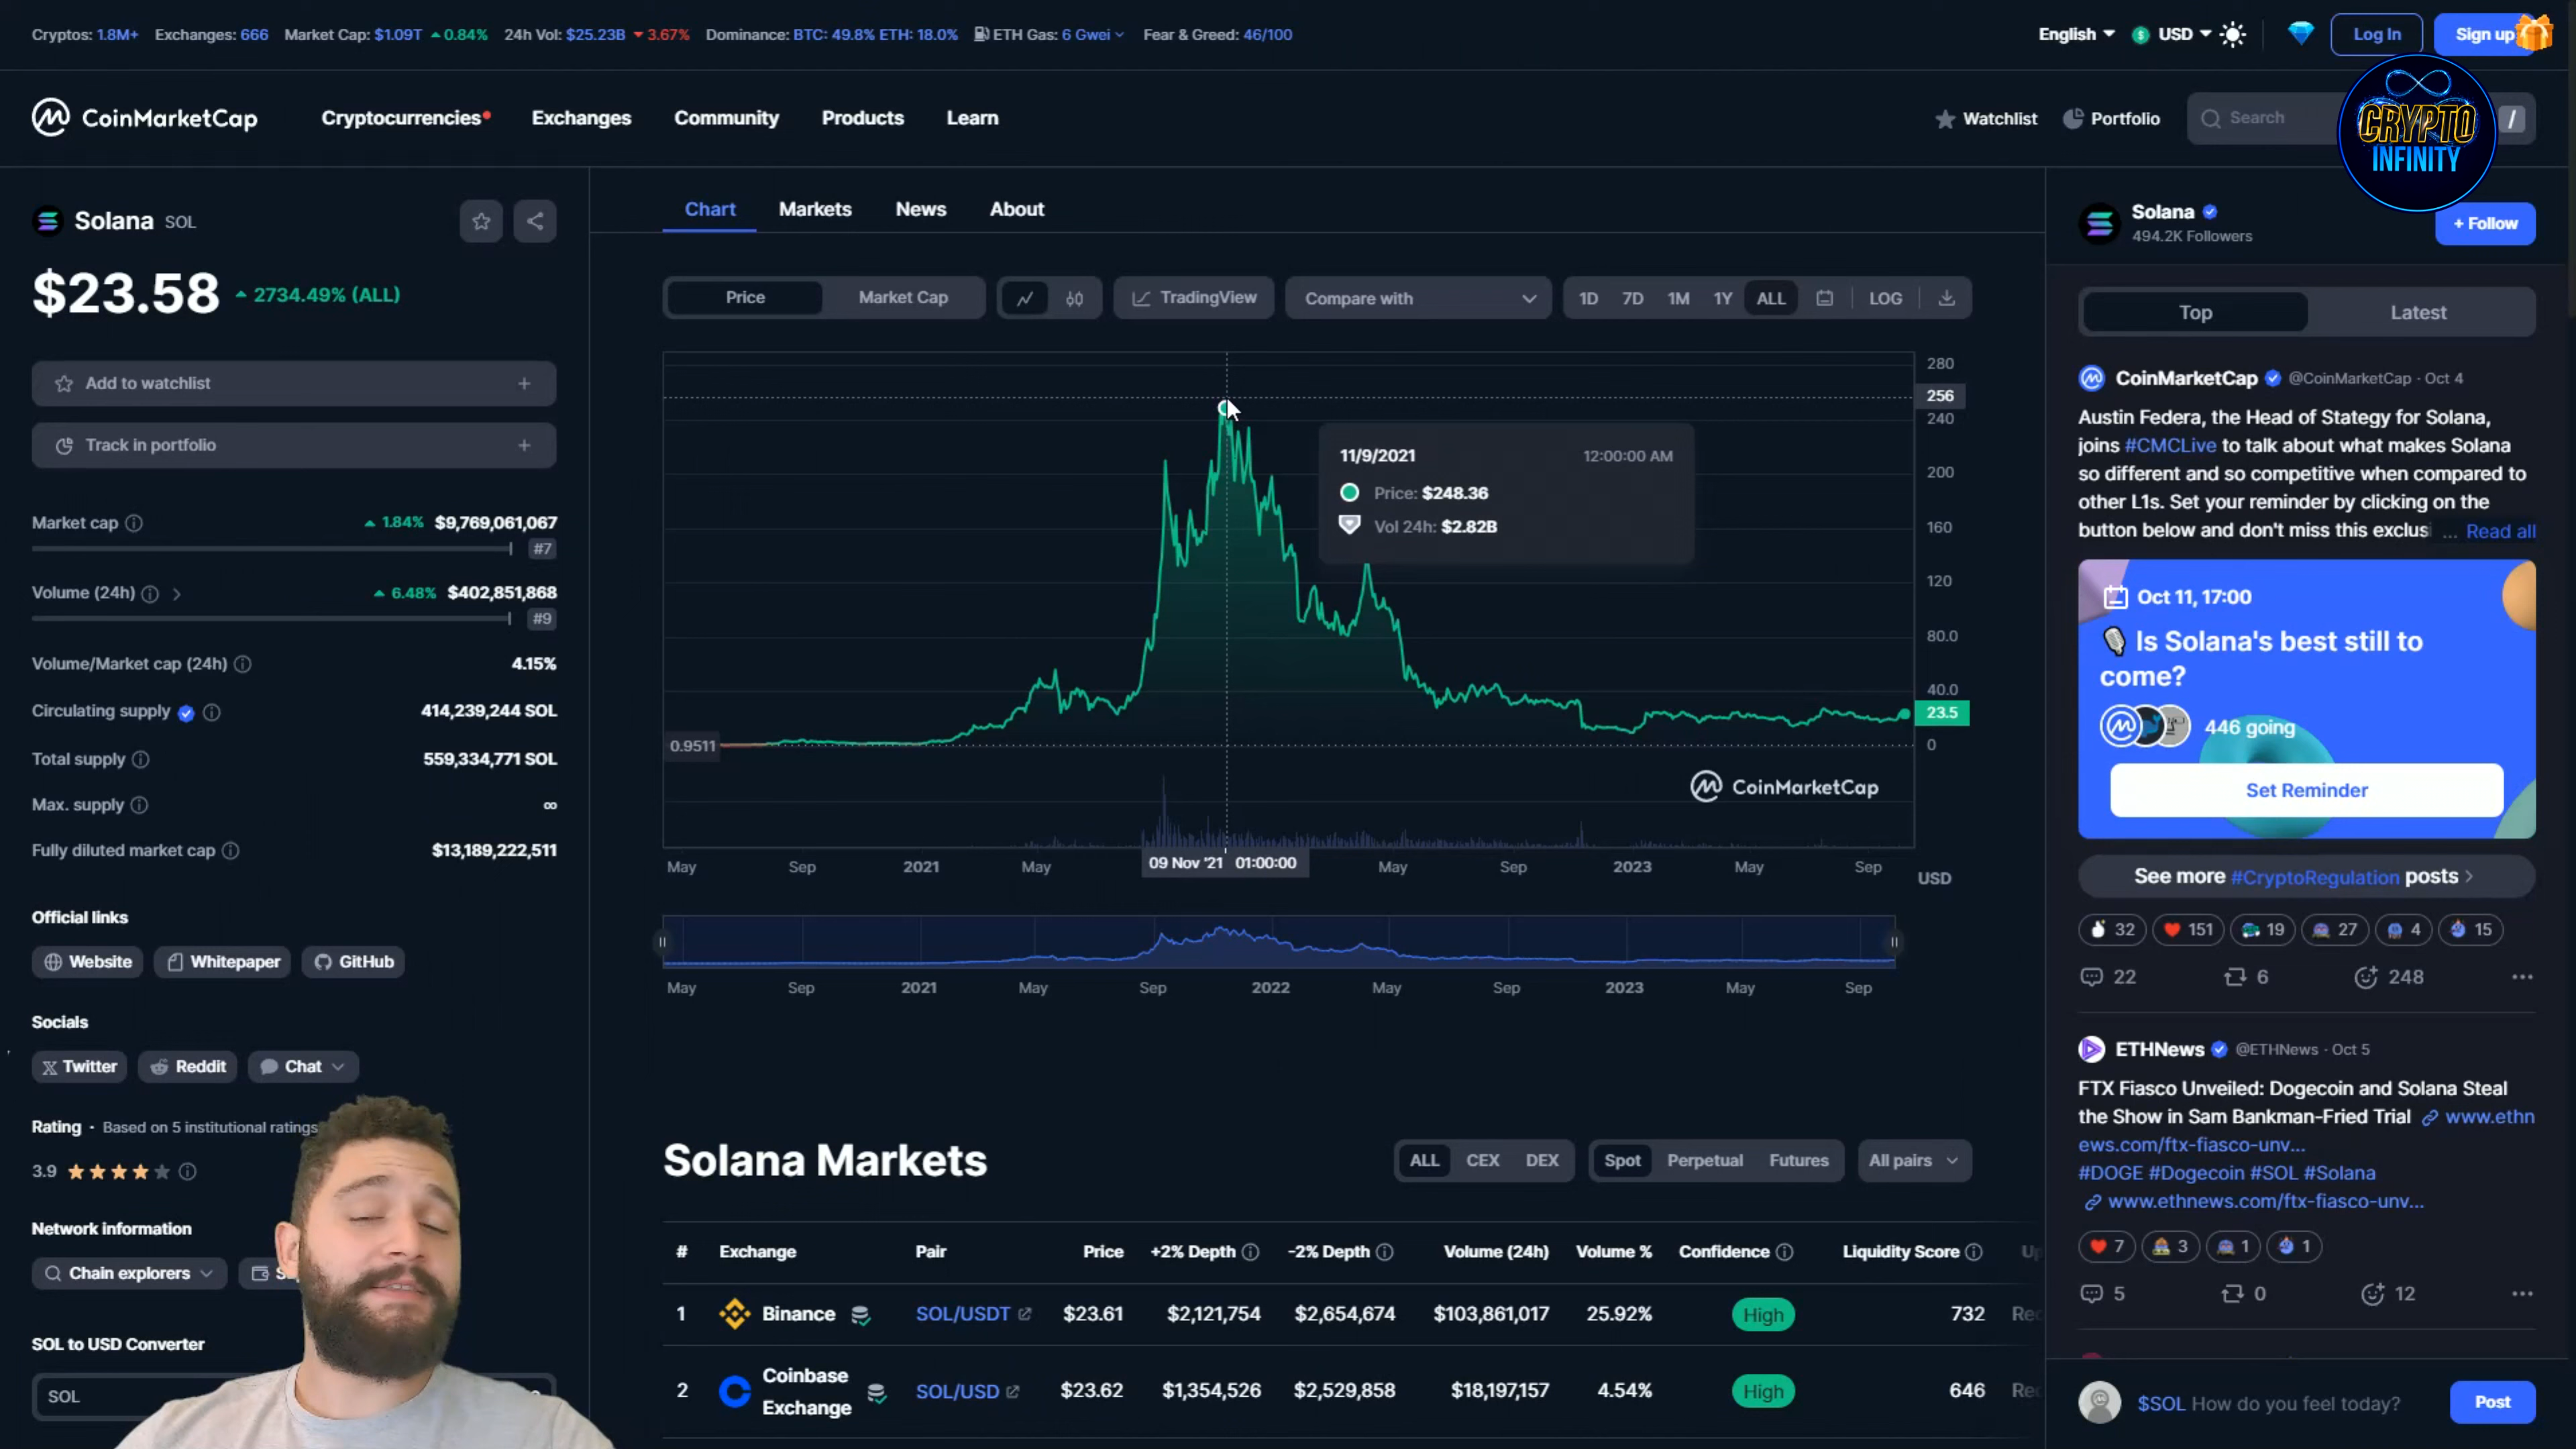 Cryptos: 1.8M+ Exchanges: 666 Market Cap: $1.09T 0.84% 24h Vol: $25.23B 3.67% Dominance: BTC: 49.8% ETH: 18.0% ETH Gas: 6 Gwei Fear & Greed: 46/100
English USD Log In Sign up
CoinMarketCap Cryptocurrencies Exchanges Community Products Learn
Watchlist Portfolio Search /
CRYPTO
INFINITY
Solana SOL
$23.58 2734.49% (ALL)
Add to watchlist +
Track in portfolio +
Market cap 1.84% $9,769,061,067
#7
Volume (24h) 6.48% $402,851,868
#9
Volume/Market cap (24h) 4.15%
Circulating supply 414,239,244 SOL
Total supply 559,334,771 SOL
Max. supply ∞
Fully diluted market cap $13,189,222,511
Official links
Website Whitepaper GitHub
Socials
Twitter Reddit Chat
Rating · Based on 5 institutional ratings
3.9
Network information
Chain explorers
SOL to USD Converter
SOL
Chart Markets News About
Price Market Cap TradingView Compare with 1D 7D 1M 1Y ALL LOG
280
256
240
200
160
120
80.0
40.0
23.5
0
0.9511
11/9/2021 12:00:00 AM
Price: $248.36
Vol 24h: $2.82B
CoinMarketCap
May Sep 2021 May 09 Nov '21 01:00:00 May Sep 2023 May Sep
USD
May Sep 2021 May Sep 2022 May Sep 2023 May Sep
Solana Markets
ALL CEX DEX Spot Perpetual Futures All pairs
# Exchange Pair Price +2% Depth -2% Depth Volume (24h) Volume % Confidence Liquidity Score
1 Binance SOL/USDT $23.61 $2,121,754 $2,654,674 $103,861,017 25.92% High 732
2 Coinbase Exchange SOL/USD $23.62 $1,354,526 $2,529,858 $18,197,157 4.54% High 646
Solana
494.2K Followers
+ Follow
Top Latest
CoinMarketCap @CoinMarketCap · Oct 4
Austin Federa, the Head of Stategy for Solana,
joins #CMCLive to talk about what makes Solana
so different and so competitive when compared to
other L1s. Set your reminder by clicking on the
button below and don't miss this exclusi ... Read all
Oct 11, 17:00
Is Solana's best still to
come?
446 going
Set Reminder
See more #CryptoRegulation posts
32 151 19 27 4 15
22 6 248
ETHNews @ETHNews · Oct 5
FTX Fiasco Unveiled: Dogecoin and Solana Steal
the Show in Sam Bankman-Fried Trial www.ethn
ews.com/ftx-fiasco-unv...
#DOGE #Dogecoin #SOL #Solana
www.ethnews.com/ftx-fiasco-unv...
7 3 1 1
5 0 12
$SOL How do you feel today? Post